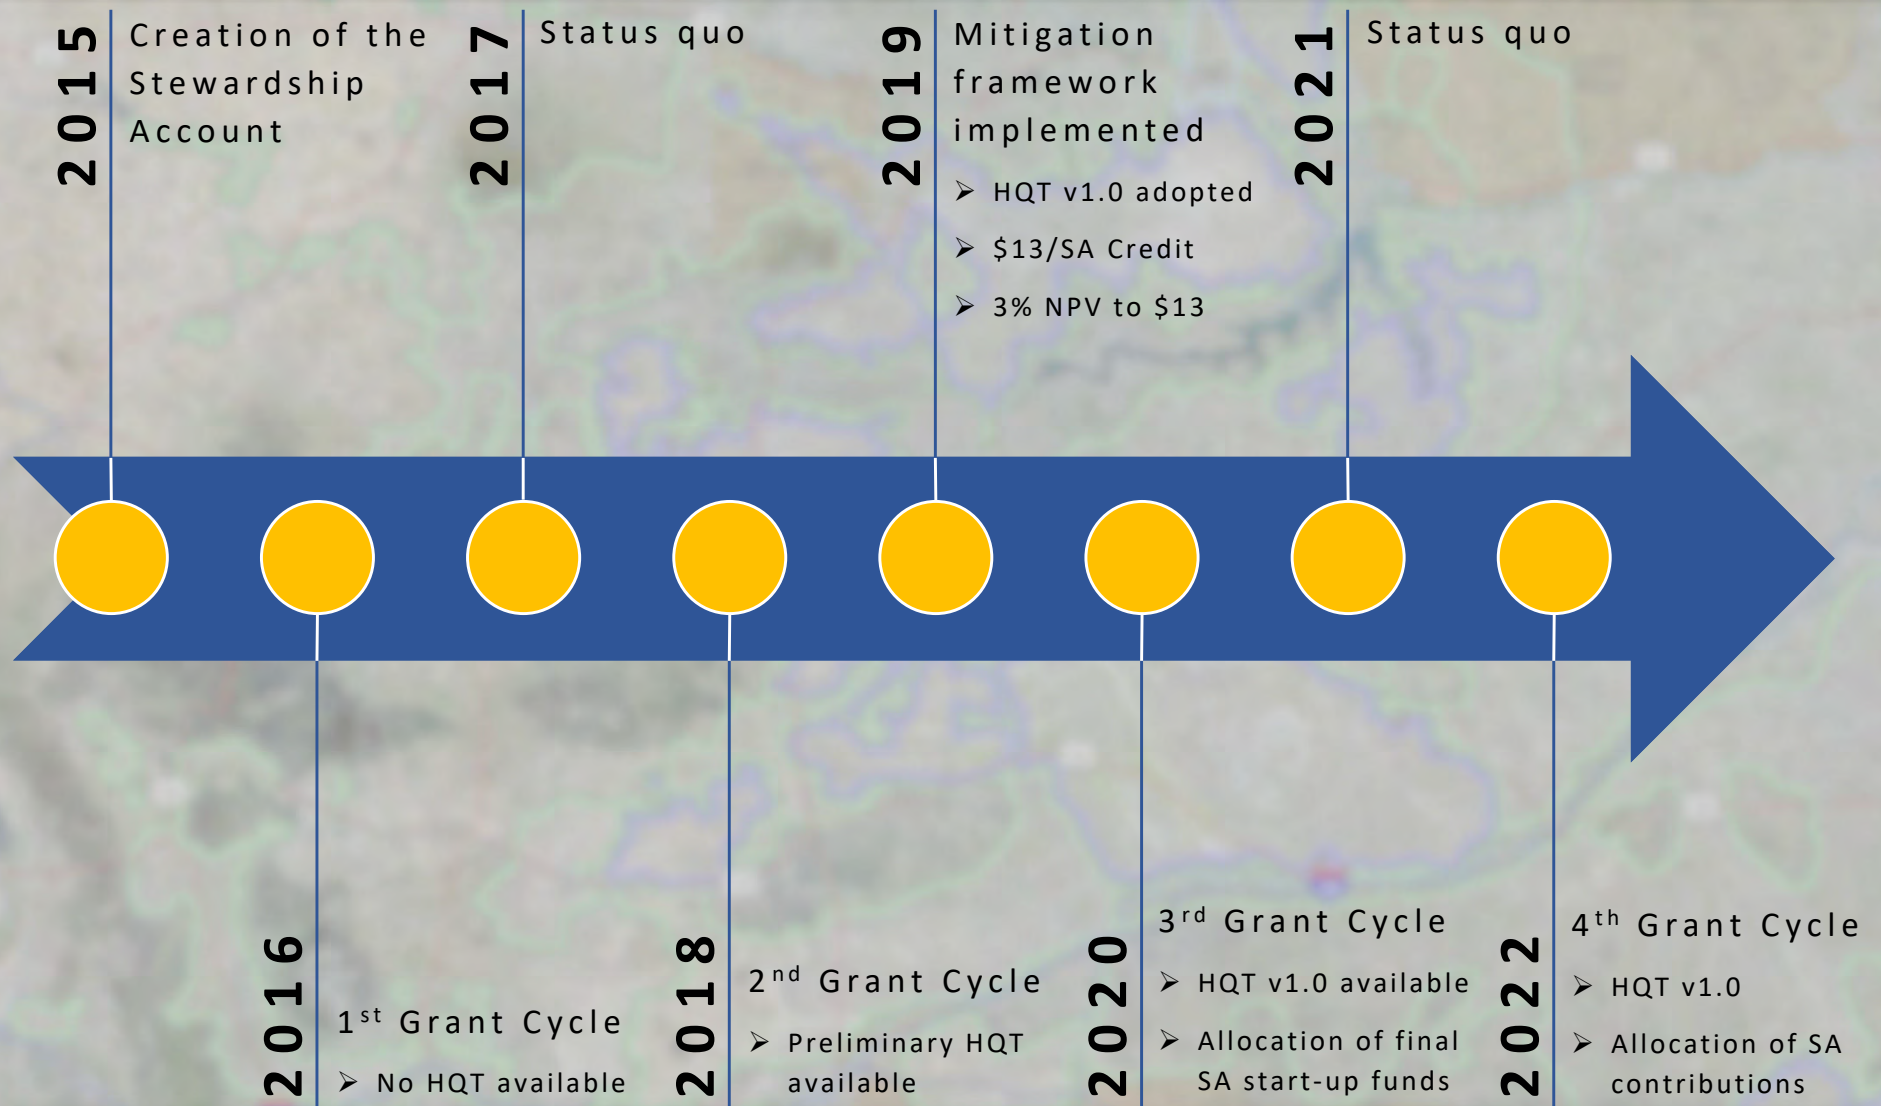 2015
Creation of the
Stewardship
Account
2017
Status quo
2019
Mitigation
framework
implemented
➢ HQT v1.0 adopted
➢ $13/SA Credit
➢ 3% NPV to $13
2021
Status quo
2016
1st Grant Cycle
➢ No HQT available
2018
2nd Grant Cycle
➢ Preliminary HQT
available
2020
3rd Grant Cycle
➢ HQT v1.0 available
➢ Allocation of final
SA start-up funds
2022
4th Grant Cycle
➢ HQT v1.0
➢ Allocation of SA
contributions